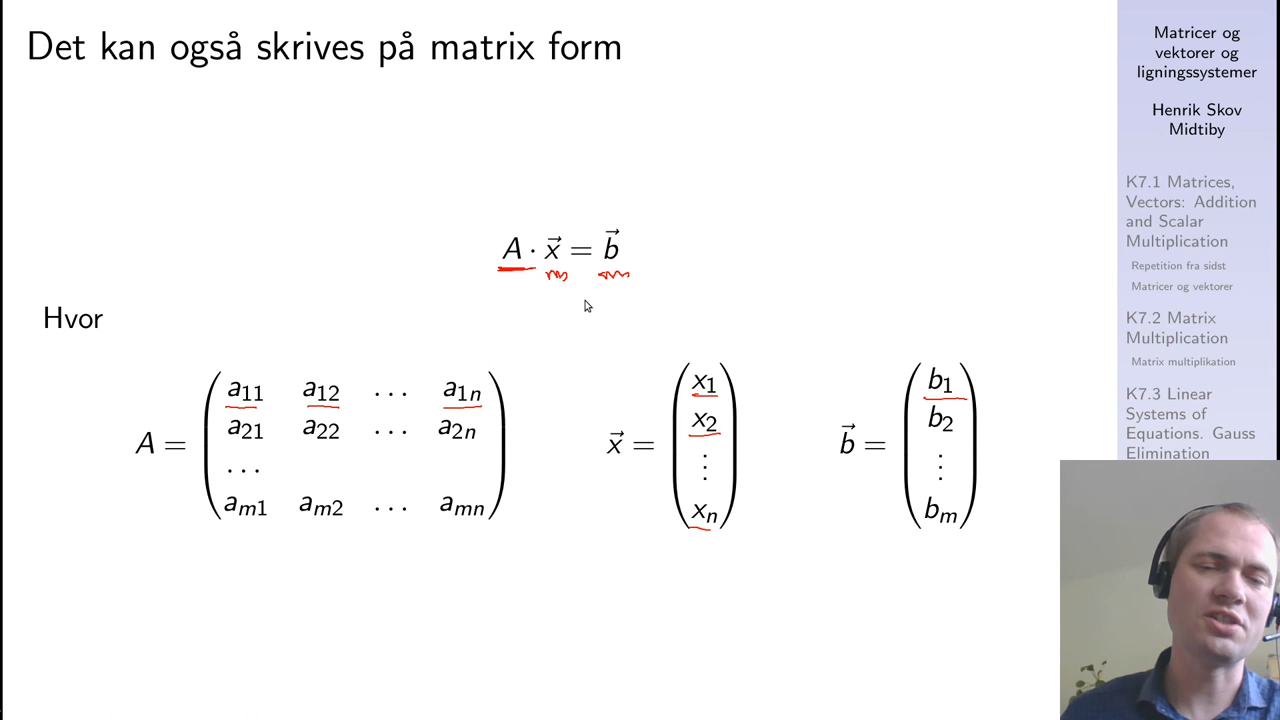 Det kan også skrives på matrix form
A · x⃗ = b⃗
Hvor
A = 
a₁₁ a₁₂ … a₁ₙ
a₂₁ a₂₂ … a₂ₙ
…
aₘ₁ aₘ₂ … aₘₙ
x⃗ =
x₁
x₂
⋮
xₙ
b⃗ =
b₁
b₂
⋮
bₘ
Matricer og
vektorer og
ligningssystemer
Henrik Skov
Midtiby
K7.1 Matrices,
Vectors: Addition
and Scalar
Multiplication
Repetition fra sidst
Matricer og vektorer
K7.2 Matrix
Multiplication
Matrix multiplikation
K7.3 Linear
Systems of
Equations. Gauss
Elimination